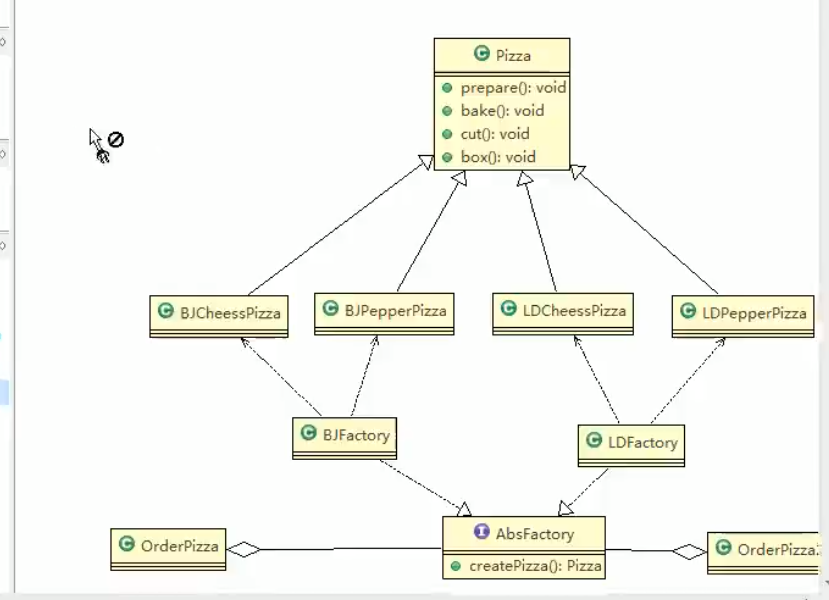 Pizza
prepare(): void
bake(): void
cut(): void
box(): void
BJCheessPizza
BJPepperPizza
LDCheessPizza
LDPepperPizza
BJFactory
LDFactory
AbsFactory
createPizza(): Pizza
OrderPizza
OrderPizza